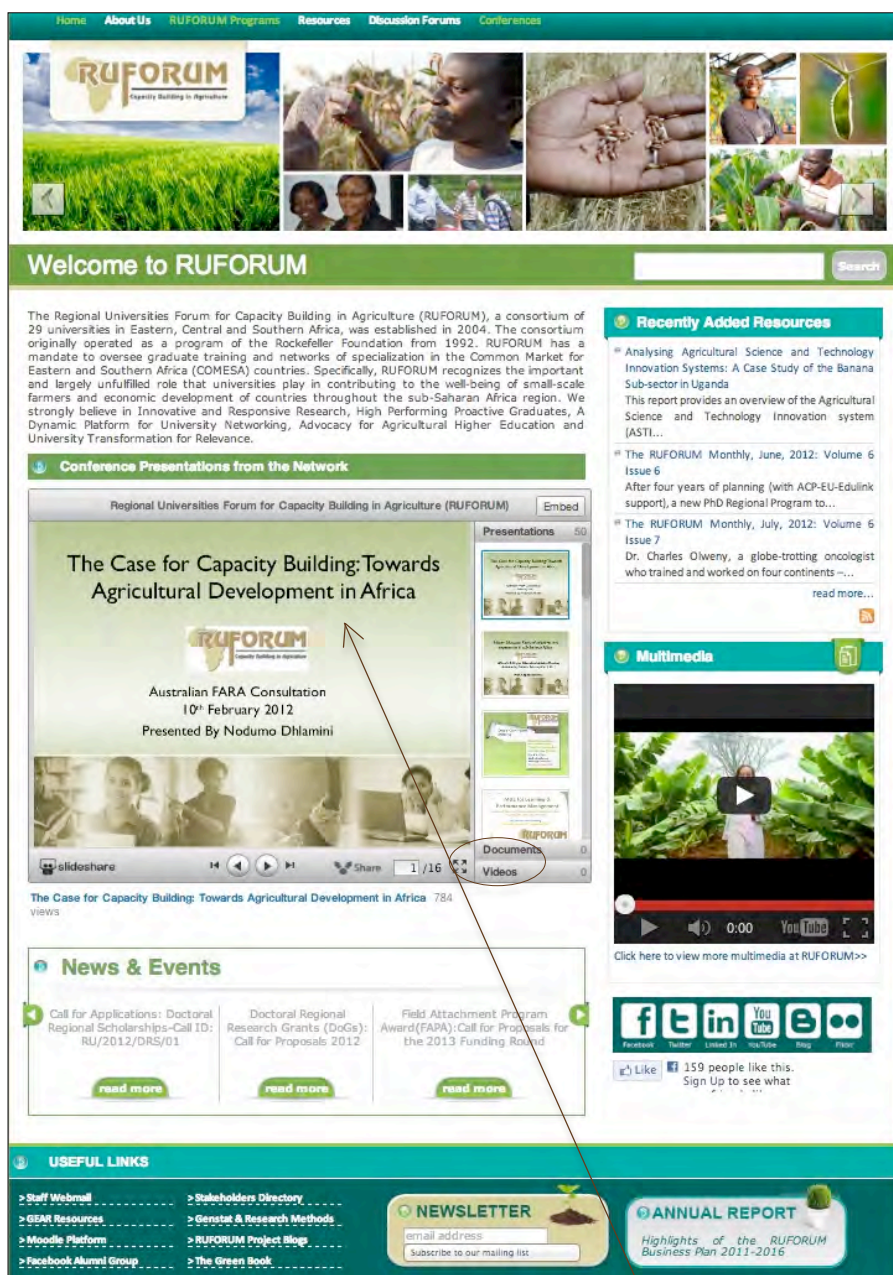 Home About Us RUFORUM Programs Resources Discussion Forums Conferences
RUFORUM
Capacity Building in Agriculture
Welcome to RUFORUM
Search
The Regional Universities Forum for Capacity Building in Agriculture (RUFORUM), a consortium of
29 universities in Eastern, Central and Southern Africa, was established in 2004. The consortium
originally operated as a program of the Rockefeller Foundation from 1992. RUFORUM has a
mandate to oversee graduate training and networks of specialization in the Common Market for
Eastern and Southern Africa (COMESA) countries. Specifically, RUFORUM recognizes the important
and largely unfulfilled role that universities play in contributing to the well-being of small-scale
farmers and economic development of countries throughout the sub-Saharan Africa region. We
strongly believe in Innovative and Responsive Research, High Performing Proactive Graduates, A
Dynamic Platform for University Networking, Advocacy for Agricultural Higher Education and
University Transformation for Relevance.
Conference Presentations from the Network
Regional Universities Forum for Capacity Building in Agriculture (RUFORUM)
Embed
Presentations 50
The Case for Capacity Building: Towards
Agricultural Development in Africa
RUFORUM
Capacity Building in Agriculture
Australian FARA Consultation
10th February 2012
Presented By Nodumo Dhlamini
RUFORUM
RUFORUM
Documents 0
Videos 0
slideshare
Share
1 /16
The Case for Capacity Building: Towards Agricultural Development in Africa 784
views
News & Events
Call for Applications: Doctoral
Regional Scholarships-Call ID:
RU/2012/DRS/01
read more
Doctoral Regional
Research Grants (DoGs):
Call for Proposals 2012
read more
Field Attachment Program
Award(FAPA):Call for Proposals for
the 2013 Funding Round
read more
Recently Added Resources
Analysing Agricultural Science and Technology
Innovation Systems: A Case Study of the Banana
Sub-sector in Uganda
This report provides an overview of the Agricultural
Science and Technology Innovation system
(ASTI...
The RUFORUM Monthly, June, 2012: Volume 6
Issue 6
After four years of planning (with ACP-EU-Edulink
support), a new PhD Regional Program to...
The RUFORUM Monthly, July, 2012: Volume 6
Issue 7
Dr. Charles Olweny, a globe-trotting oncologist
who trained and worked on four continents –...
read more...
Multimedia
0:00 YouTube
Click here to view more multimedia at RUFORUM>>
Facebook Twitter Linked In YouTube Blog Flickr
Like 159 people like this.
Sign Up to see what
USEFUL LINKS
> Staff Webmail
> GEAR Resources
> Moodle Platform
> Facebook Alumni Group
> Stakeholders Directory
> Genstat & Research Methods
> RUFORUM Project Blogs
> The Green Book
NEWSLETTER
email address
Subscribe to our mailing list
ANNUAL REPORT
Highlights of the RUFORUM
Business Plan 2011-2016